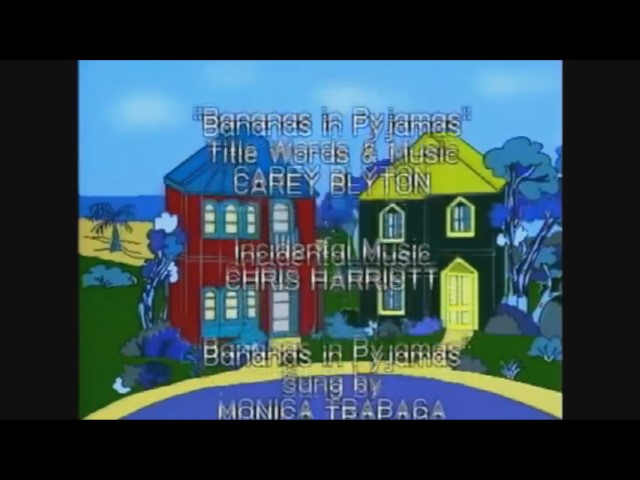 "Bananas in Pyjamas"
Title Words & Music
CAREY BLYTON
Incidental Music
CHRIS HARRIOTT
Bananas in Pyjamas
Sung by
MONICA TRAPAGA